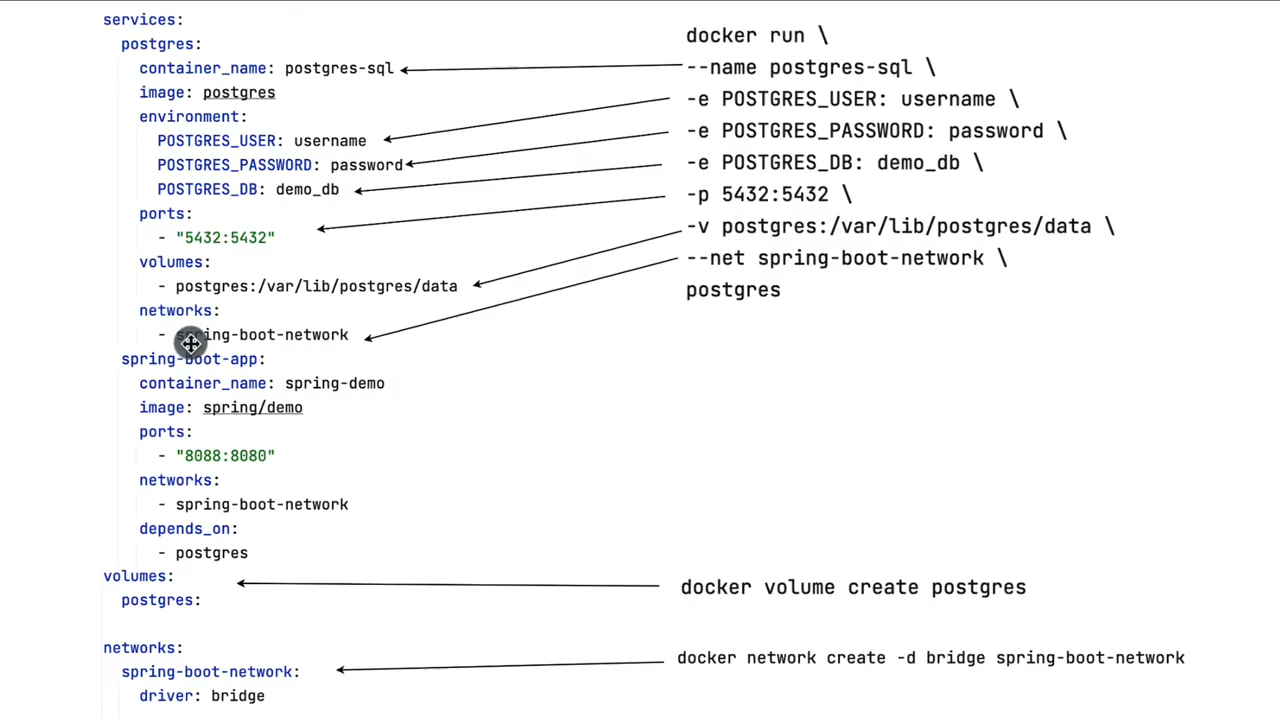 services:
postgres:
container_name: postgres-sql
image: postgres
environment:
POSTGRES_USER: username
POSTGRES_PASSWORD: password
POSTGRES_DB: demo_db
ports:
- "5432:5432"
volumes:
- postgres:/var/lib/postgres/data
networks:
- spring-boot-network
spring-boot-app:
container_name: spring-demo
image: spring/demo
ports:
- "8088:8080"
networks:
- spring-boot-network
depends_on:
- postgres
volumes:
postgres:
networks:
spring-boot-network:
driver: bridge
docker run \
--name postgres-sql \
-e POSTGRES_USER: username \
-e POSTGRES_PASSWORD: password \
-e POSTGRES_DB: demo_db \
-p 5432:5432 \
-v postgres:/var/lib/postgres/data \
--net spring-boot-network \
postgres
docker volume create postgres
docker network create -d bridge spring-boot-network